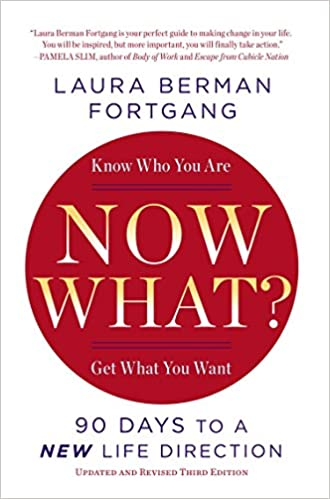 “Laura Berman Fortgang is your perfect guide to making change in your life.
You will be inspired, but more important, you will finally take action.”
—PAMELA SLIM, author of Body of Work and Escape from Cubicle Nation
LAURA BERMAN
FORTGANG
Know Who You Are
NOW
WHAT?
Get What You Want
90 DAYS TO A
NEW LIFE DIRECTION
UPDATED AND REVISED THIRD EDITION